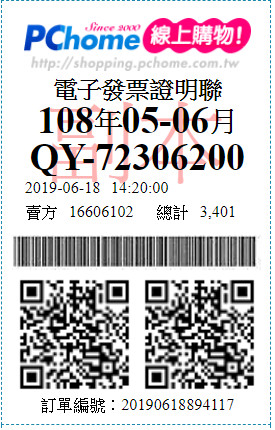 Since 2000
PChome 線上購物!
http://shopping.pchome.com.tw
副本
電子發票證明聯
108年05-06月
QY-72306200
2019-06-18 14:20:00
賣方 16606102 總計 3,401
訂單編號：20190618894117